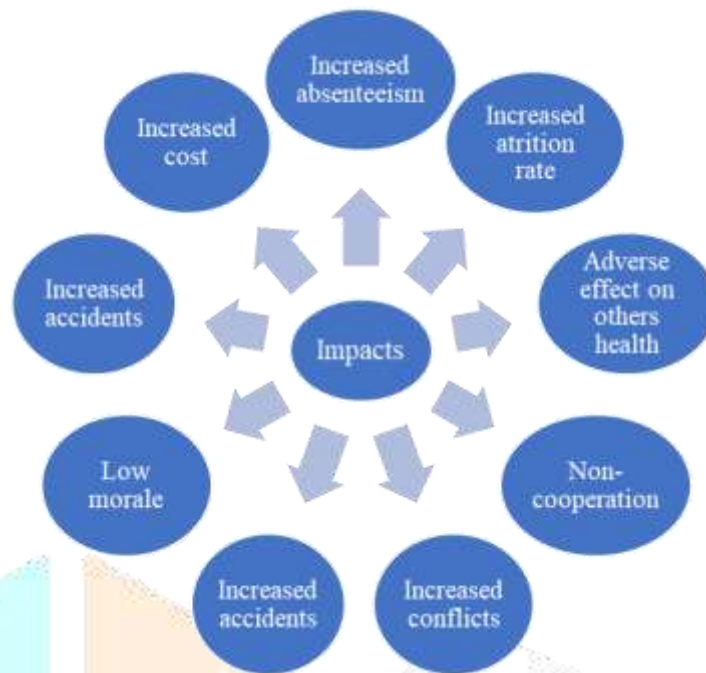 Increased
absenteeism
Increased
atrition
rate
Adverse
effect on
others
health
Non-
cooperation
Increased
conflicts
Increased
accidents
Low
morale
Increased
accidents
Increased
cost
Impacts